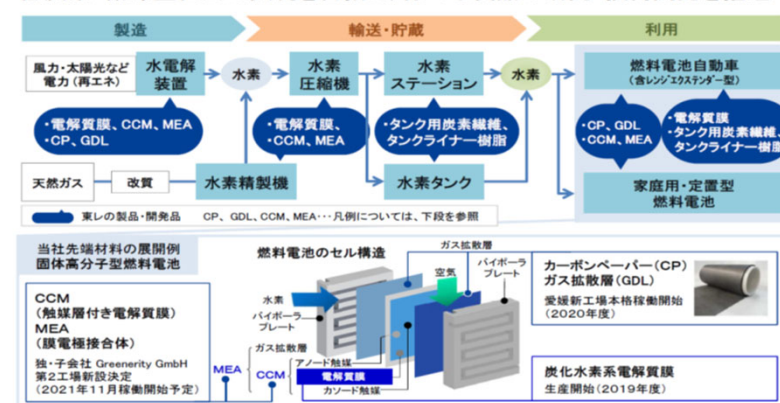 製造
輸送・貯蔵
利用
風力・太陽光など
電力(再エネ)
水電解
装置
水素
水素
圧縮機
水素
ステーション
水素
燃料電池自動車
(含レンジエクステンダー型)
・電解質膜、CCM、MEA
・CP、GDL
・電解質膜、
・CCM、MEA
・タンク用炭素繊維、
タンクライナー樹脂
・CP、GDL
・CCM、MEA
・電解質膜
・タンク用炭素繊維、
タンクライナー樹脂
天然ガス
改質
水素精製機
水素タンク
家庭用・定置型
燃料電池
東レの製品・開発品
CP、GDL、CCM、MEA・・・凡例については、下段を参照
当社先端材料の展開例
固体高分子型燃料電池
燃料電池のセル構造
CCM
(触媒層付き電解質膜)
MEA
(膜電極接合体)
独・子会社 Greenerity GmbH
第2工場新設決定
(2021年11月稼働開始予定)
ガス拡散層
バイポーラ
プレート
空気
水素
バイポーラ
プレート
ガス拡散層
アノード触媒
MEA
CCM
電解質膜
カソード触媒
カーボンペーパー(CP)
ガス拡散層(GDL)
愛媛新工場本格稼働開始
(2020年度)
炭化水素系電解質膜
生産開始(2019年度)